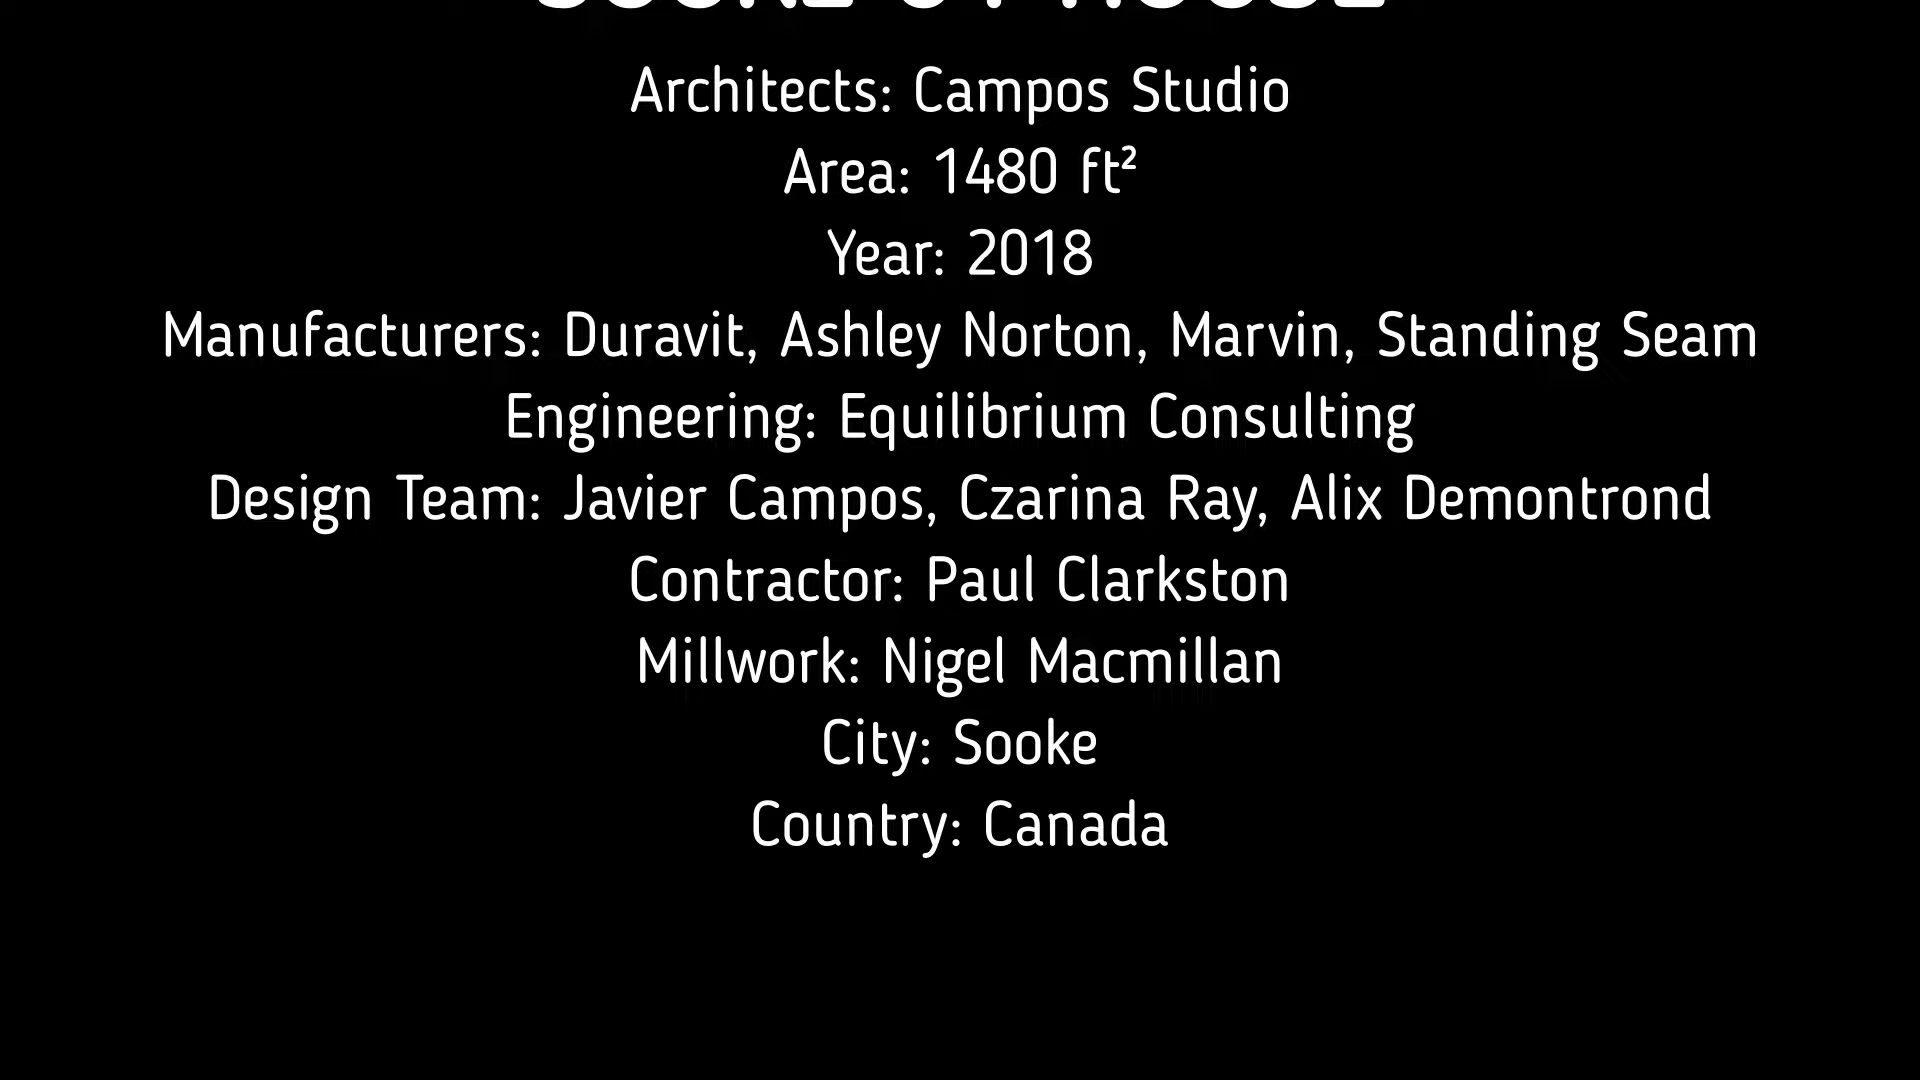 Architects: Campos Studio
Area: 1480 ft²
Year: 2018
Manufacturers: Duravit, Ashley Norton, Marvin, Standing Seam
Engineering: Equilibrium Consulting
Design Team: Javier Campos, Czarina Ray, Alix Demontrond
Contractor: Paul Clarkston
Millwork: Nigel Macmillan
City: Sooke
Country: Canada